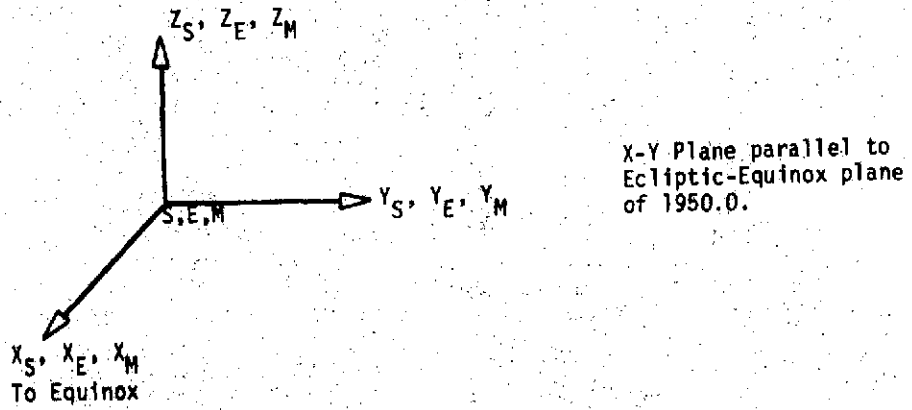 Z_S, Z_E, Z_M
X-Y Plane parallel to
Ecliptic-Equinox plane
of 1950.0.
S,E,M
Y_S, Y_E, Y_M
X_S, X_E, X_M
To Equinox